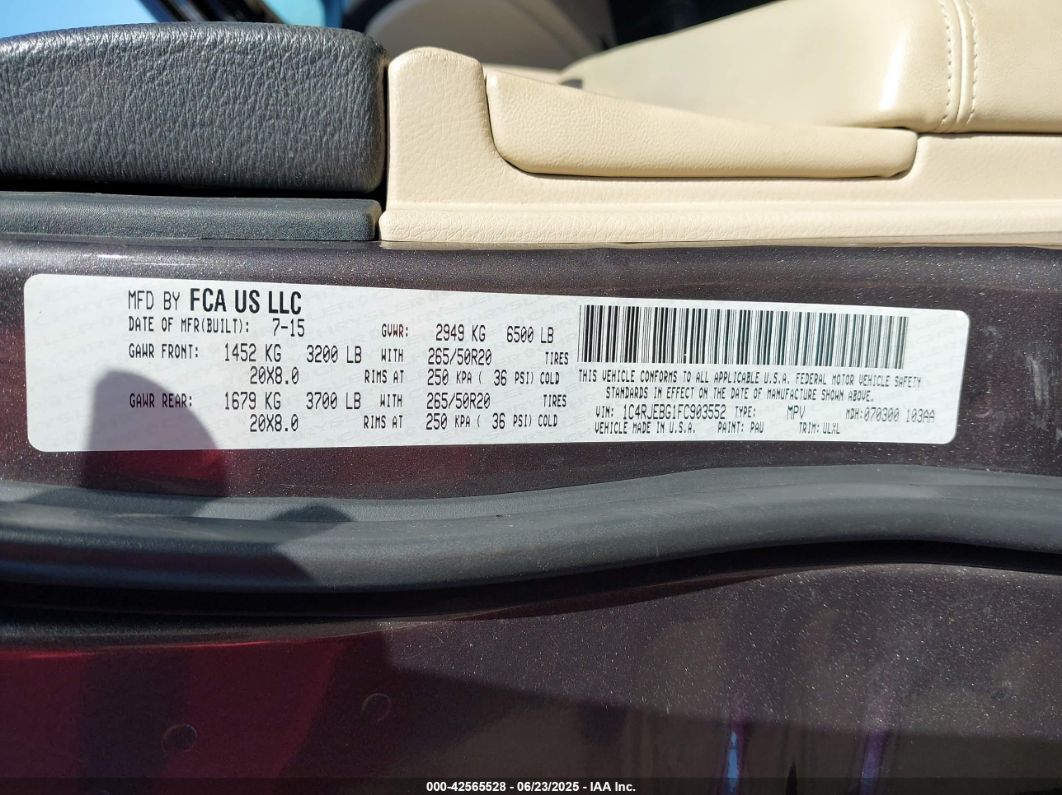 MFD BY FCA US LLC
DATE OF MFR(BUILT): 7-15 GVWR: 2949 KG 6500 LB
GAWR FRONT: 1452 KG 3200 LB WITH 265/50R20 TIRES
20X8.0 RIMS AT 250 KPA ( 36 PSI) COLD
GAWR REAR: 1679 KG 3700 LB WITH 265/50R20 TIRES
20X8.0 RIMS AT 250 KPA ( 36 PSI) COLD
THIS VEHICLE CONFORMS TO ALL APPLICABLE U.S.A. FEDERAL MOTOR VEHICLE SAFETY
STANDARDS IN EFFECT ON THE DATE OF MANUFACTURE SHOWN ABOVE.
VIN: 1C4RJEBG1FC903552 TYPE: MPV MDH: 070300 103AA
VEHICLE MADE IN U.S.A. PAINT: PAU TRIM: ULXL
000-42565528 - 06/23/2025 - IAA Inc.